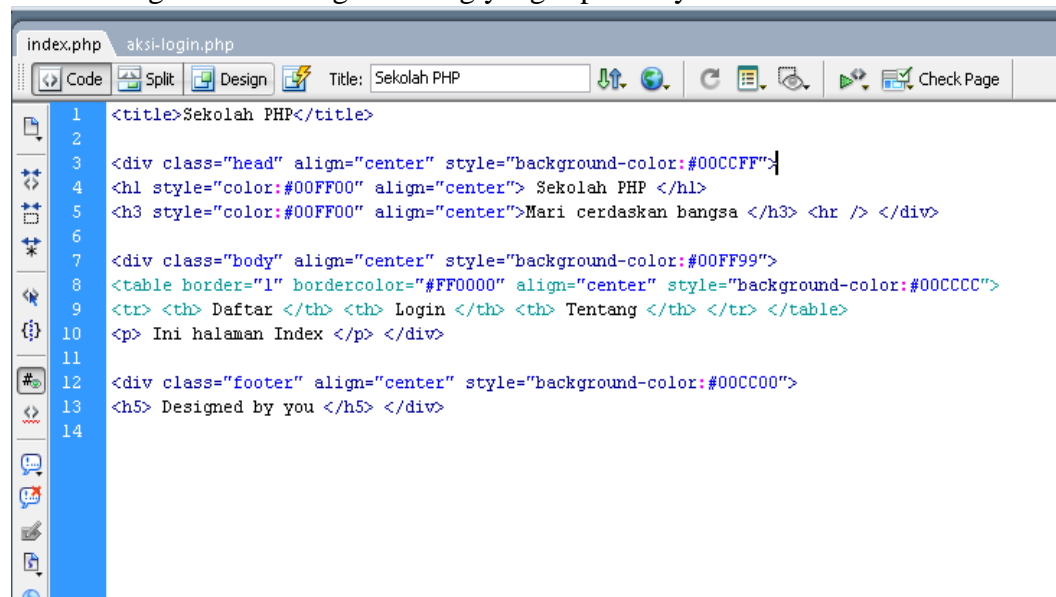 index.php aksi-login.php
Code Split Design Title: Sekolah PHP Check Page
1 <title>Sekolah PHP</title>
2
3 <div class="head" align="center" style="background-color:#00CCFF">
4 <h1 style="color:#00FF00" align="center"> Sekolah PHP </h1>
5 <h3 style="color:#00FF00" align="center">Mari cerdaskan bangsa </h3> <hr /> </div>
6
7 <div class="body" align="center" style="background-color:#00FF99">
8 <table border="1" bordercolor="#FF0000" align="center" style="background-color:#00CCCC">
9 <tr> <th> Daftar </th> <th> Login </th> <th> Tentang </th> </tr> </table>
10 <p> Ini halaman Index </p> </div>
11
12 <div class="footer" align="center" style="background-color:#00CC00">
13 <h5> Designed by you </h5> </div>
14